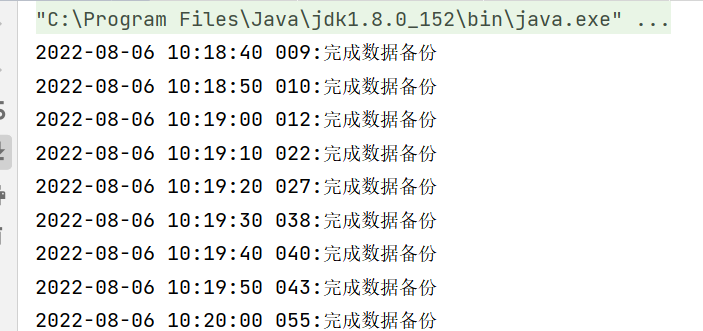 "C:\Program Files\Java\jdk1.8.0_152\bin\java.exe" ...
2022-08-06 10:18:40 009:完成数据备份
2022-08-06 10:18:50 010:完成数据备份
2022-08-06 10:19:00 012:完成数据备份
2022-08-06 10:19:10 022:完成数据备份
2022-08-06 10:19:20 027:完成数据备份
2022-08-06 10:19:30 038:完成数据备份
2022-08-06 10:19:40 040:完成数据备份
2022-08-06 10:19:50 043:完成数据备份
2022-08-06 10:20:00 055:完成数据备份